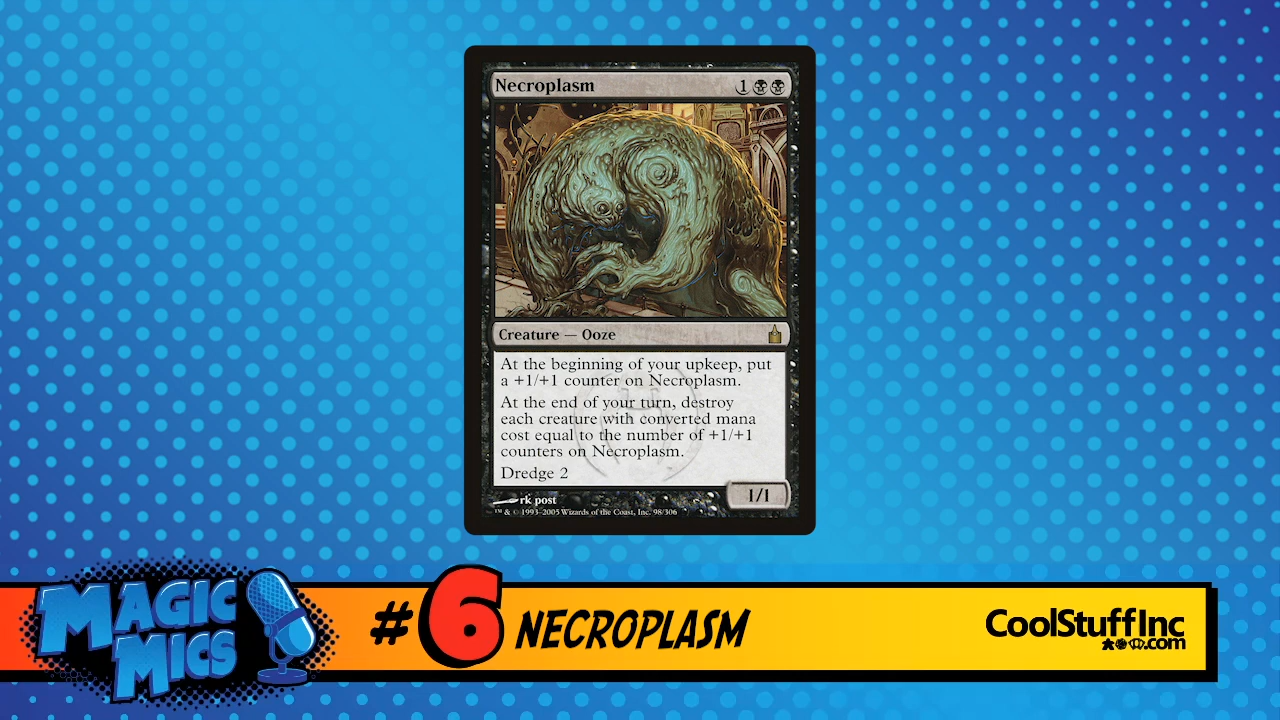 Necroplasm 1
Creature — Ooze
At the beginning of your upkeep, put
a +1/+1 counter on Necroplasm.
At the end of your turn, destroy
each creature with converted mana
cost equal to the number of +1/+1
counters on Necroplasm.
Dredge 2
1/1
rk post
™ & © 1993–2005 Wizards of the Coast, Inc. 98/306
MAGIC
MICS
#6 NECROPLASM
CoolStuffInc
.com